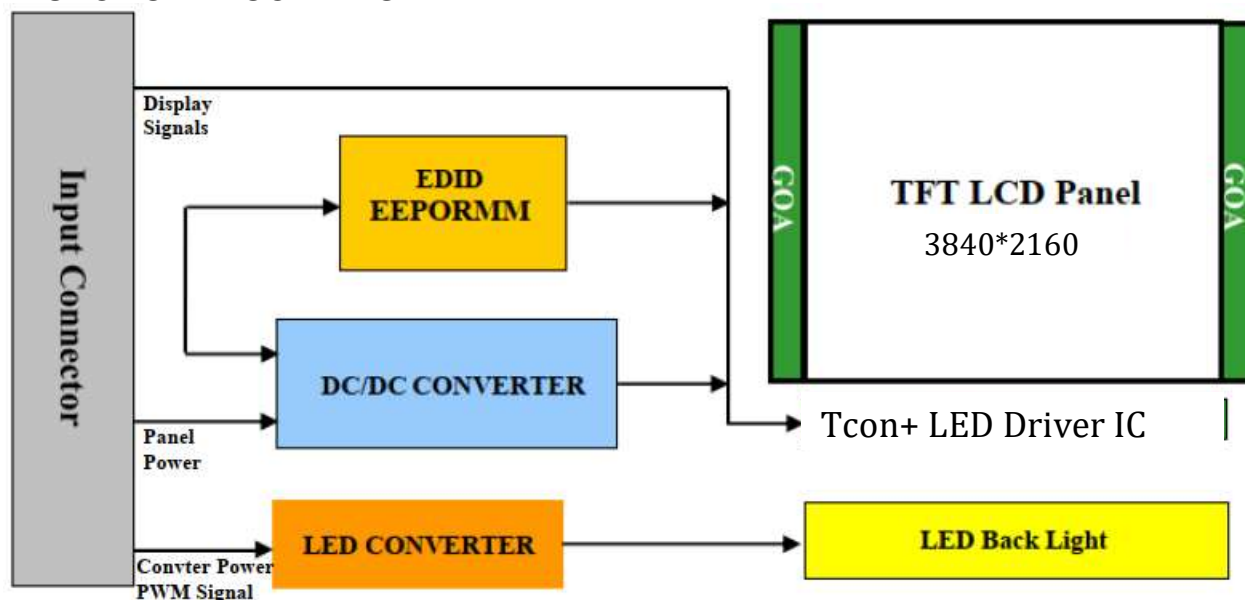 Input Connector
Display
Signals
EDID
EEPORMM
DC/DC CONVERTER
Panel
Power
LED CONVERTER
Convter Power
PWM Signal
GOA
TFT LCD Panel
3840*2160
GOA
Tcon+ LED Driver IC
LED Back Light